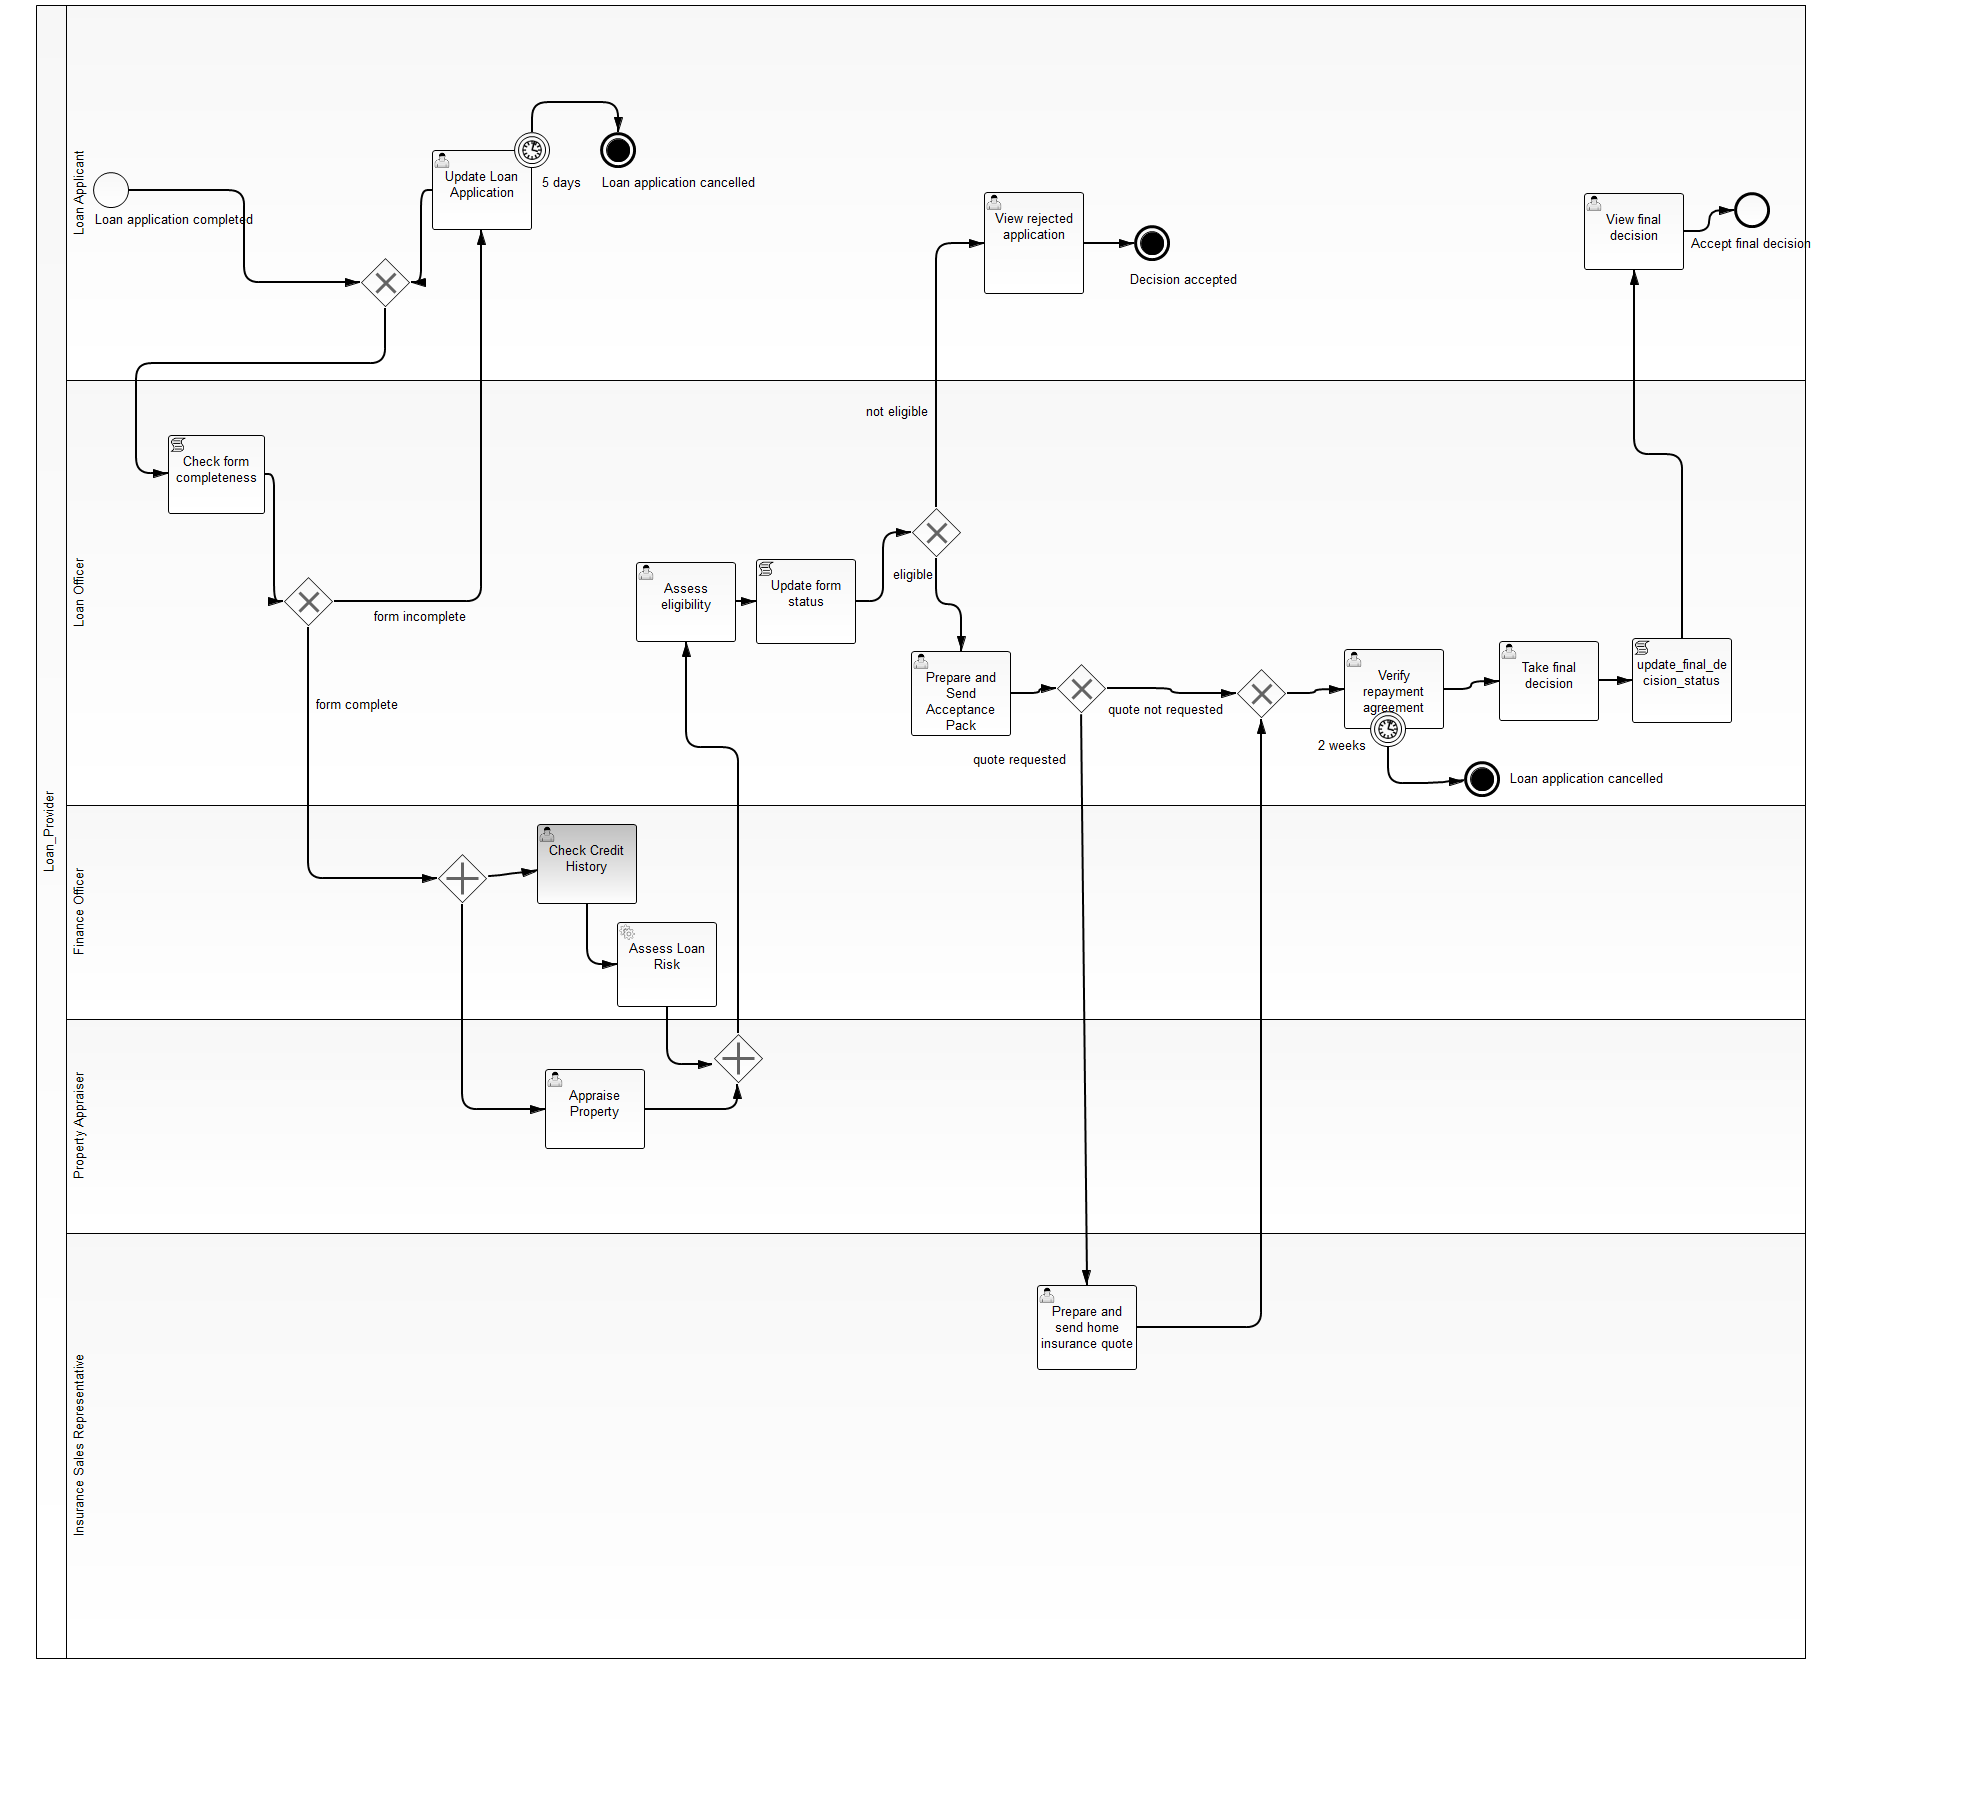 Loan_Provider
Loan Applicant
Loan application completed
Update Loan
Application
5 days
Loan application cancelled
View rejected
application
Decision accepted
View final
decision
Accept final decision
Loan Officer
Check form
completeness
form incomplete
form complete
Assess
eligibility
Update form
status
not eligible
eligible
Prepare and
Send
Acceptance
Pack
quote not requested
quote requested
Verify
repayment
agreement
2 weeks
Loan application cancelled
Take final
decision
update_final_de
cision_status
Finance Officer
Check Credit
History
Assess Loan
Risk
Property Appraiser
Appraise
Property
Insurance Sales Representative
Prepare and
send home
insurance quote